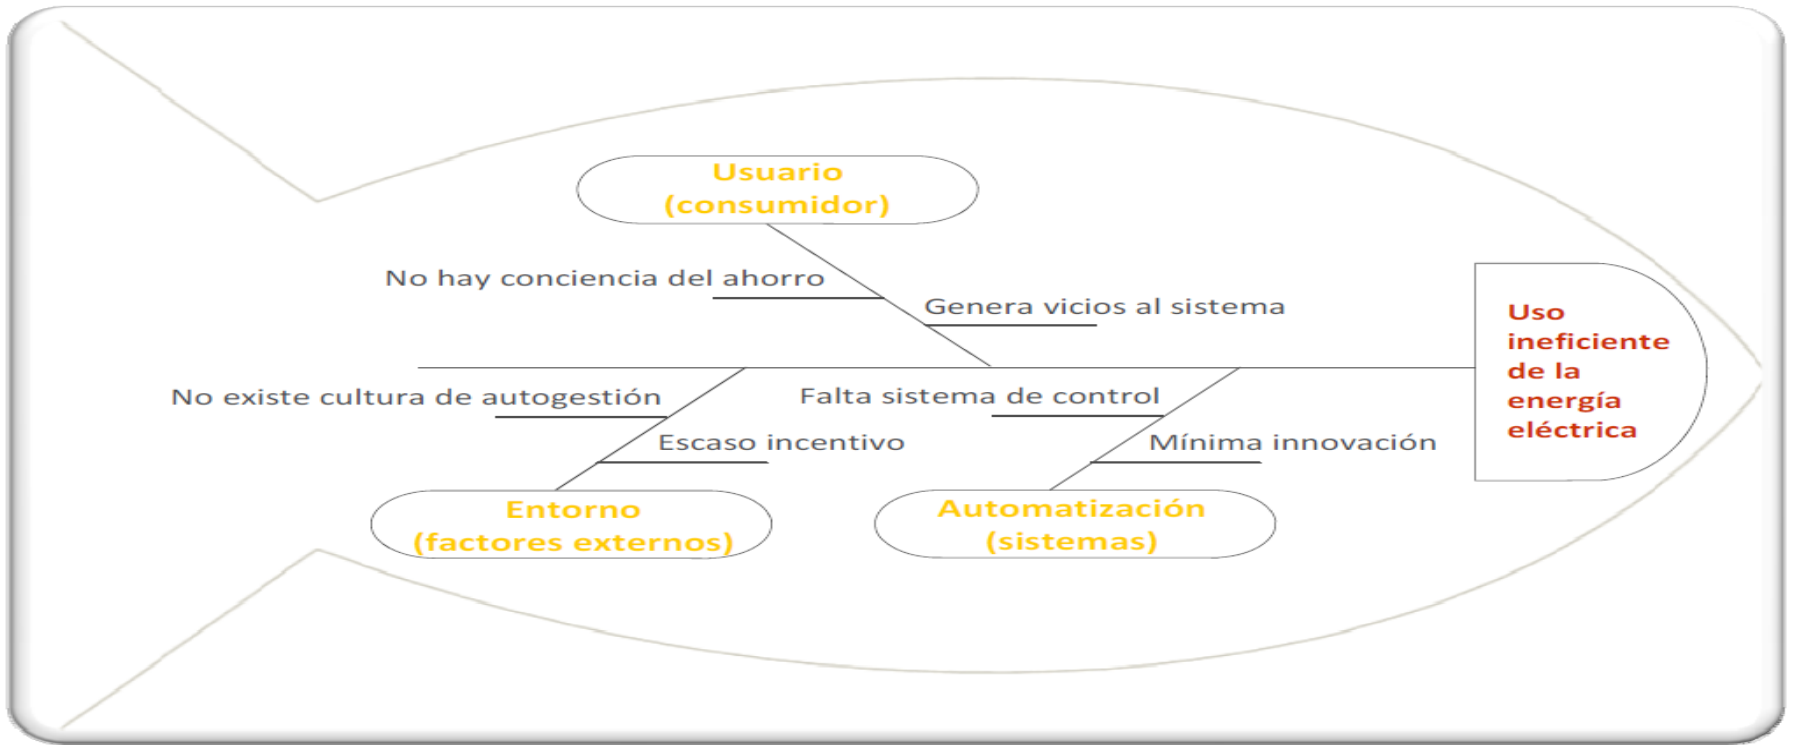 Usuario
(consumidor)
No hay conciencia del ahorro
Genera vicios al sistema
Uso
ineficiente
de la
energía
eléctrica
No existe cultura de autogestión
Falta sistema de control
Escaso incentivo
Mínima innovación
Entorno
(factores externos)
Automatización
(sistemas)